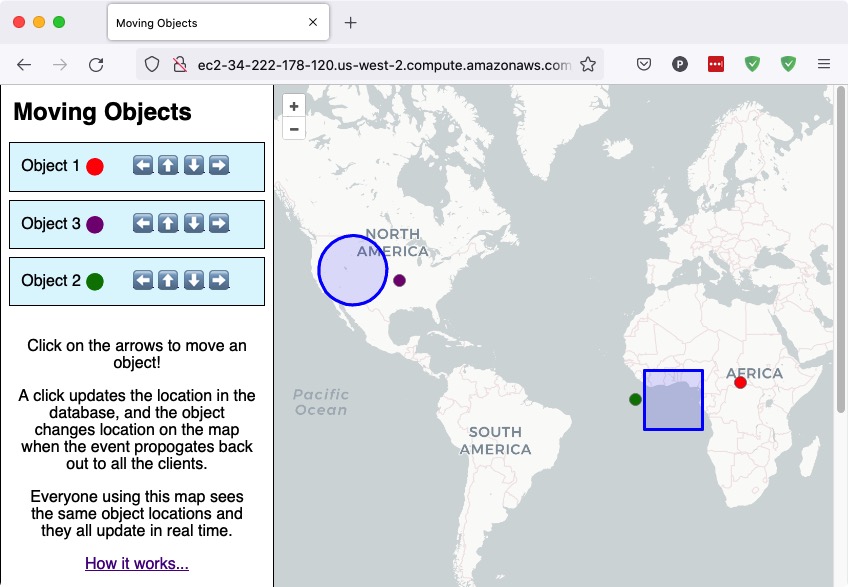 Moving Objects
ec2-34-222-178-120.us-west-2.compute.amazonaws.com
P
Moving Objects
Object 1
Object 3
Object 2
Click on the arrows to move an
object!
A click updates the location in the
database, and the object
changes location on the map
when the event propogates back
out to all the clients.
Everyone using this map sees
the same object locations and
they all update in real time.
How it works...
+
−
NORTH
AMERICA
Pacific
Ocean
SOUTH
AMERICA
AFRICA